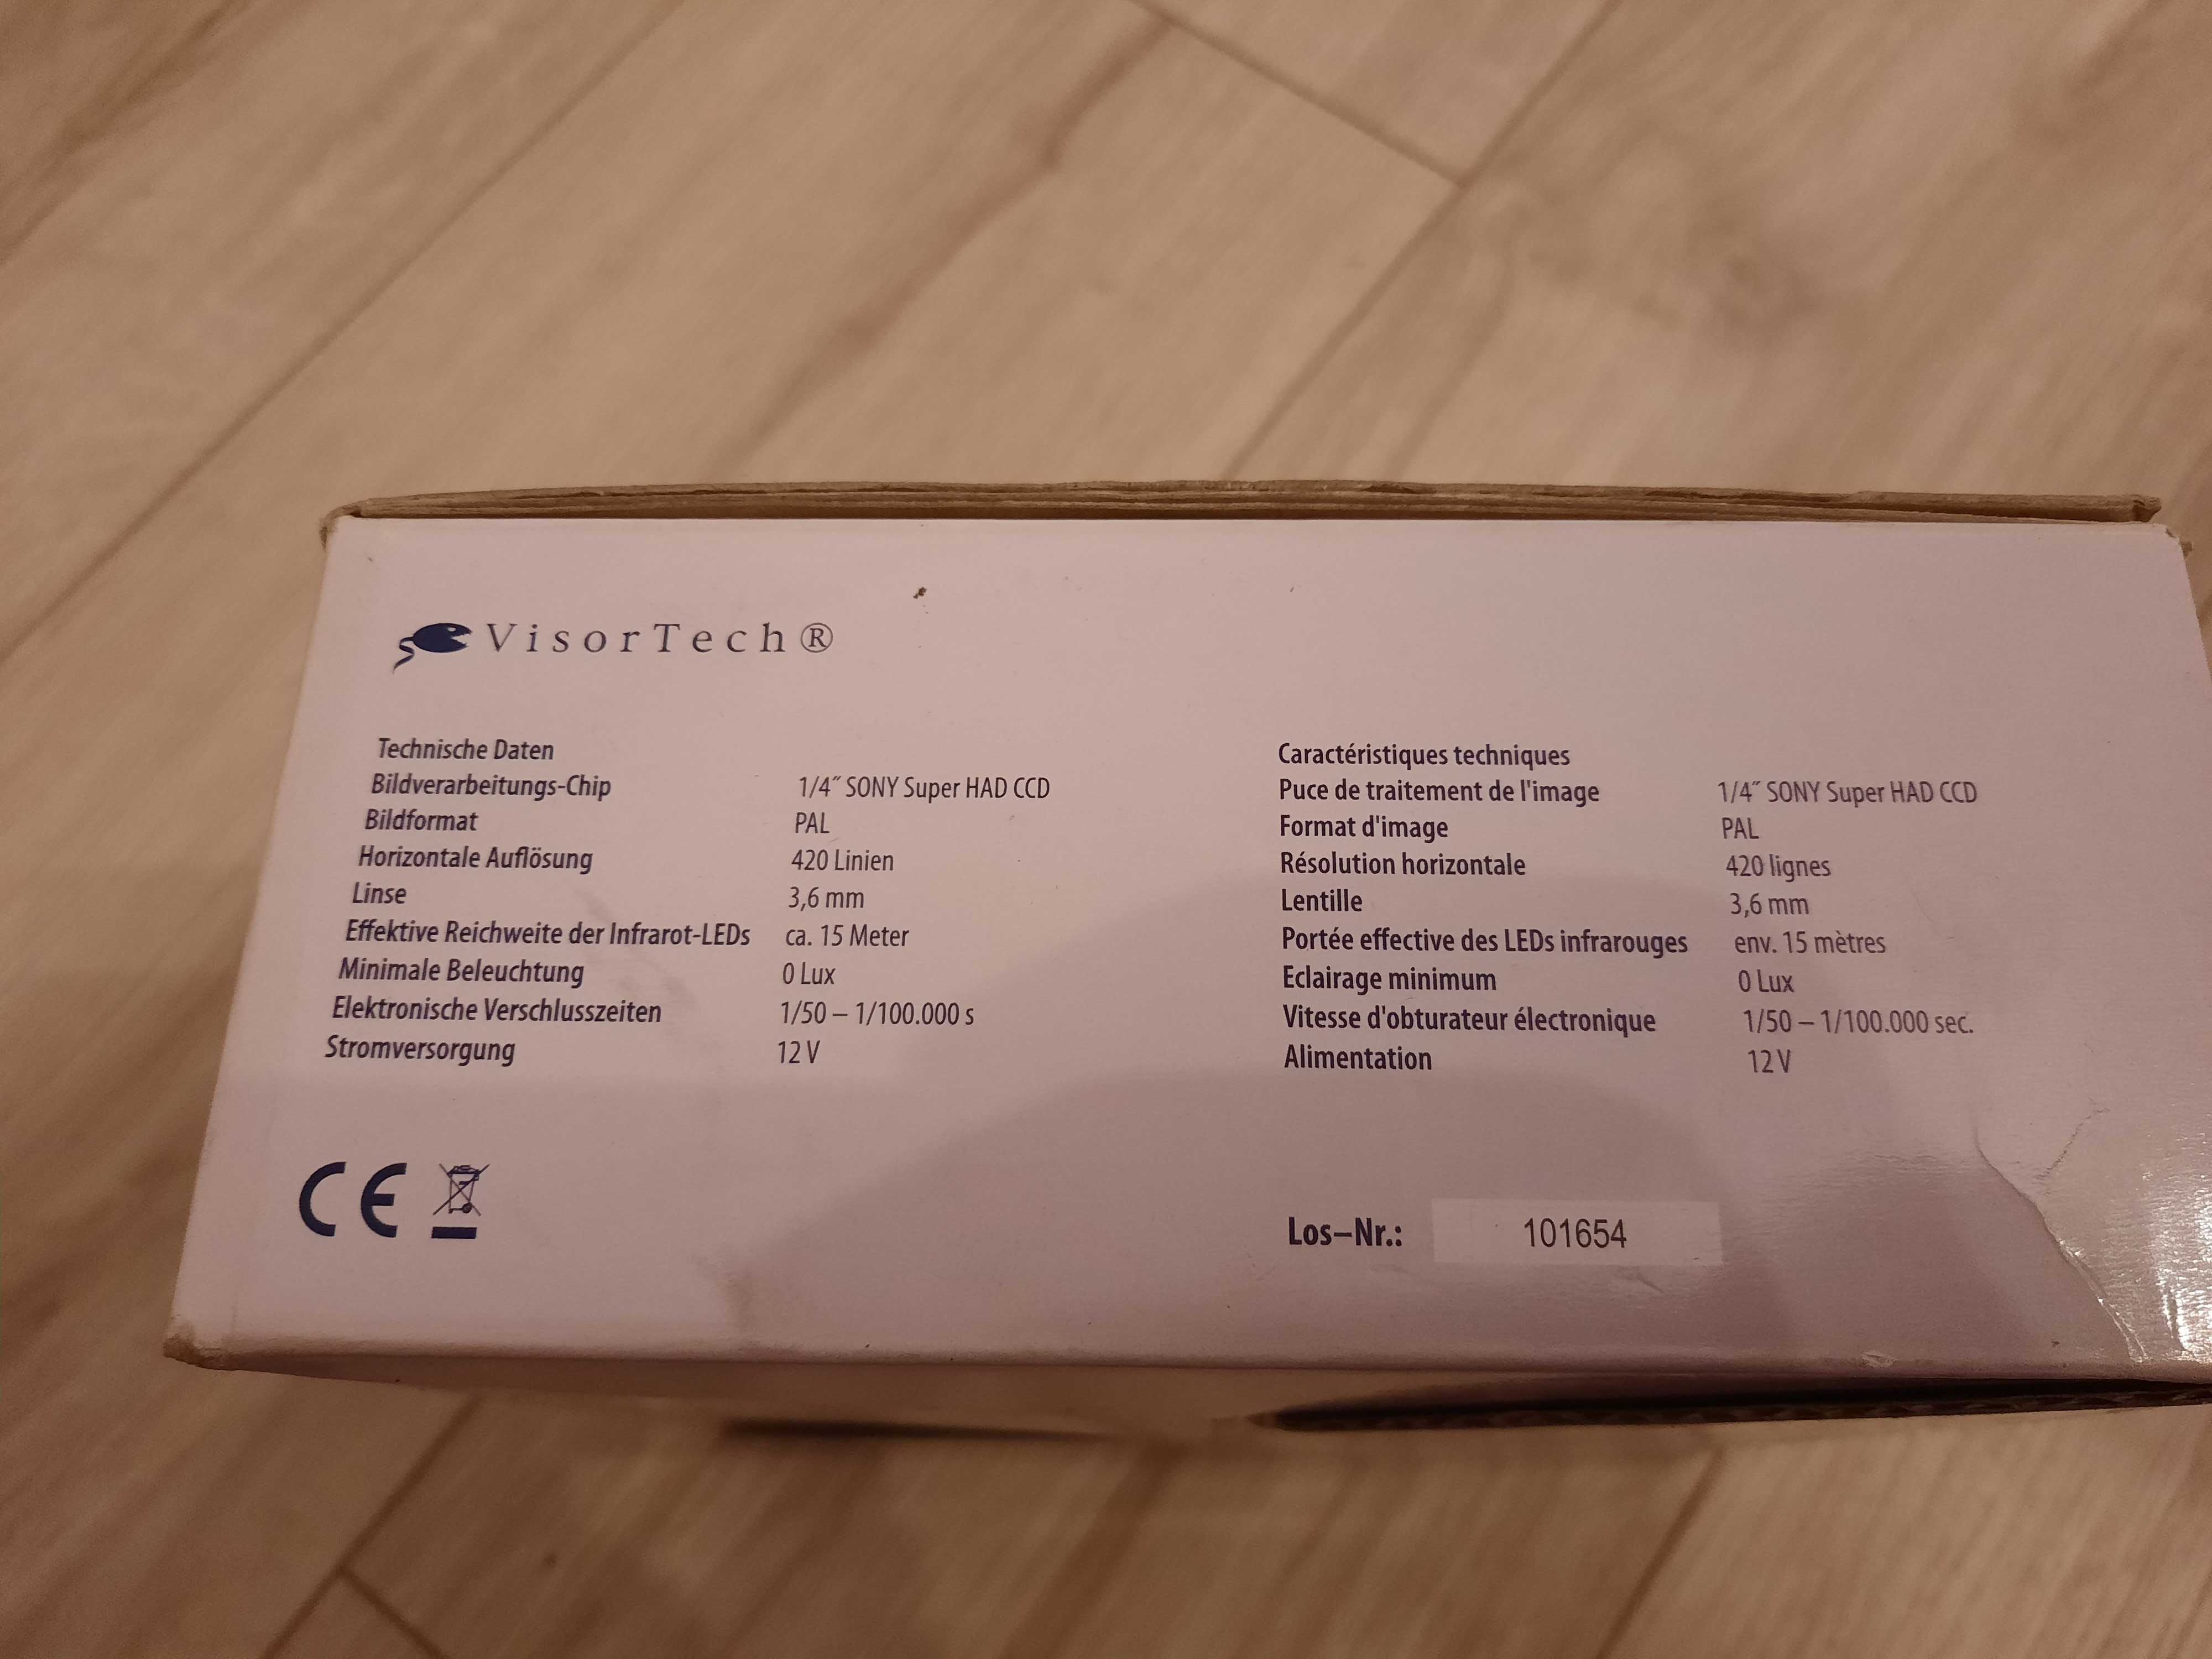 VisorTech®
Technische Daten
Bildverarbeitungs-Chip 1/4˝ SONY Super HAD CCD
Bildformat PAL
Horizontale Auflösung 420 Linien
Linse 3,6 mm
Effektive Reichweite der Infrarot-LEDs ca. 15 Meter
Minimale Beleuchtung 0 Lux
Elektronische Verschlusszeiten 1/50 – 1/100.000 s
Stromversorgung 12 V
Caractéristiques techniques
Puce de traitement de l'image 1/4˝ SONY Super HAD CCD
Format d'image PAL
Résolution horizontale 420 lignes
Lentille 3,6 mm
Portée effective des LEDs infrarouges env. 15 mètres
Eclairage minimum 0 Lux
Vitesse d'obturateur électronique 1/50 – 1/100.000 sec.
Alimentation 12 V
CE
Los–Nr.: 101654